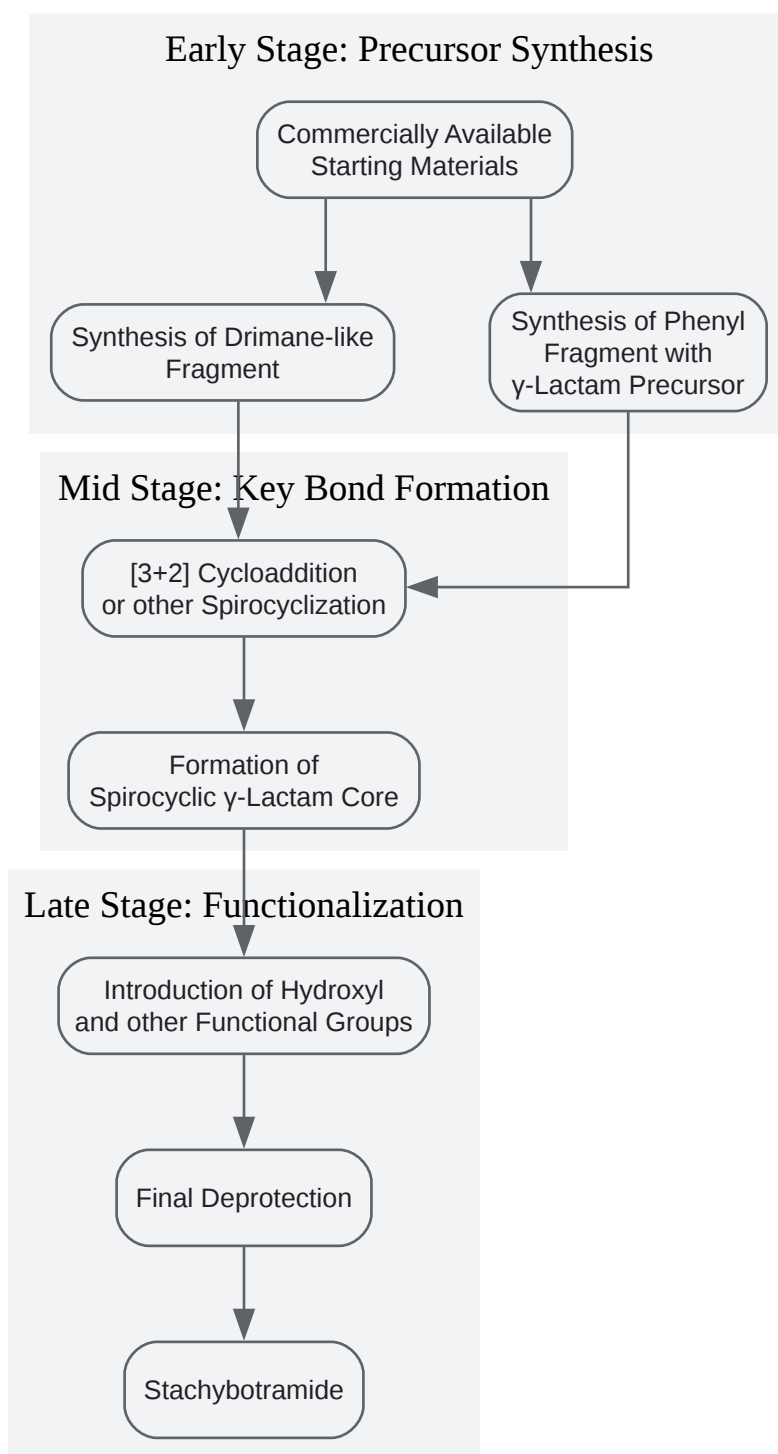 Early Stage: Precursor Synthesis
Commercially Available
Starting Materials
Synthesis of Drimane-like
Fragment
Synthesis of Phenyl
Fragment with
γ-Lactam Precursor
Mid Stage: Key Bond Formation
[3+2] Cycloaddition
or other Spirocyclization
Formation of
Spirocyclic γ-Lactam Core
Late Stage: Functionalization
Introduction of Hydroxyl
and other Functional Groups
Final Deprotection
Stachybotramide